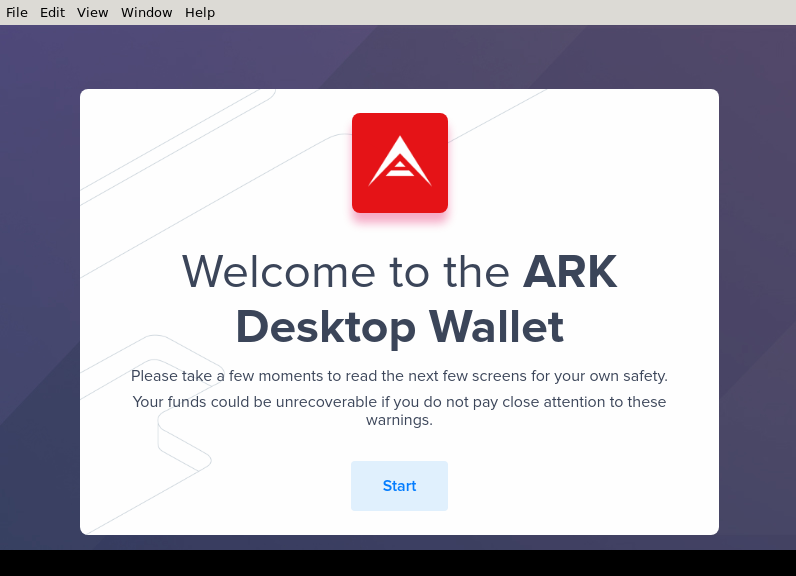 File Edit View Window Help
Welcome to the ARK
Desktop Wallet
Please take a few moments to read the next few screens for your own safety.
Your funds could be unrecoverable if you do not pay close attention to these
warnings.
Start